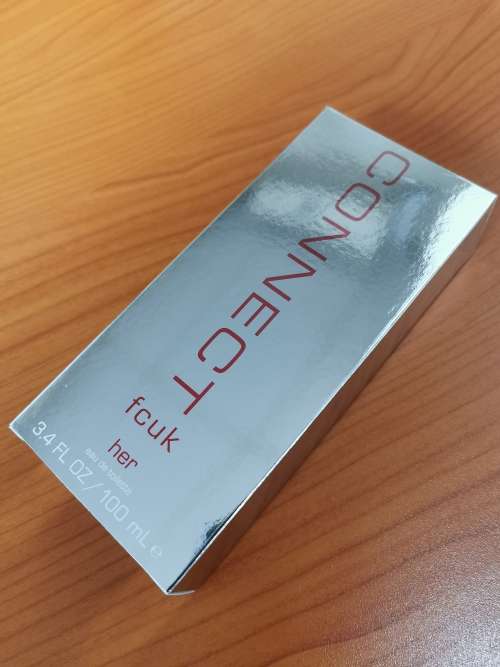 CONNECT
fcuk
her
eau de toilette
3.4 FL OZ/100 mL e